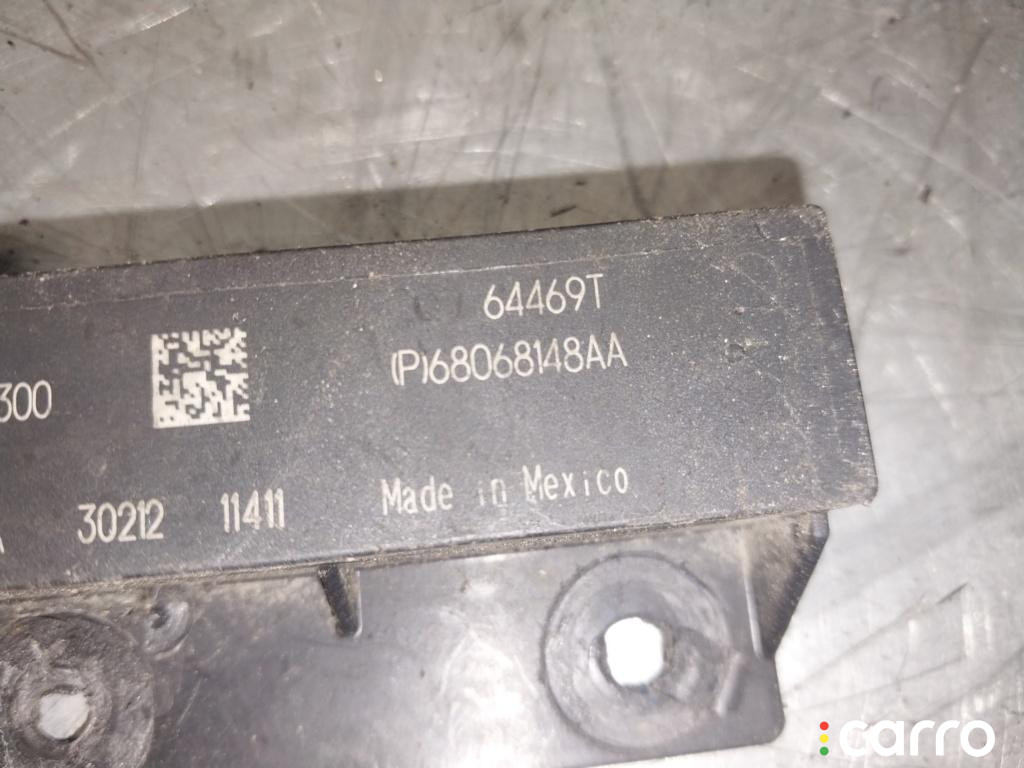 64469T
(P)68068148AA
300
30212 11411 Made in Mexico
carro